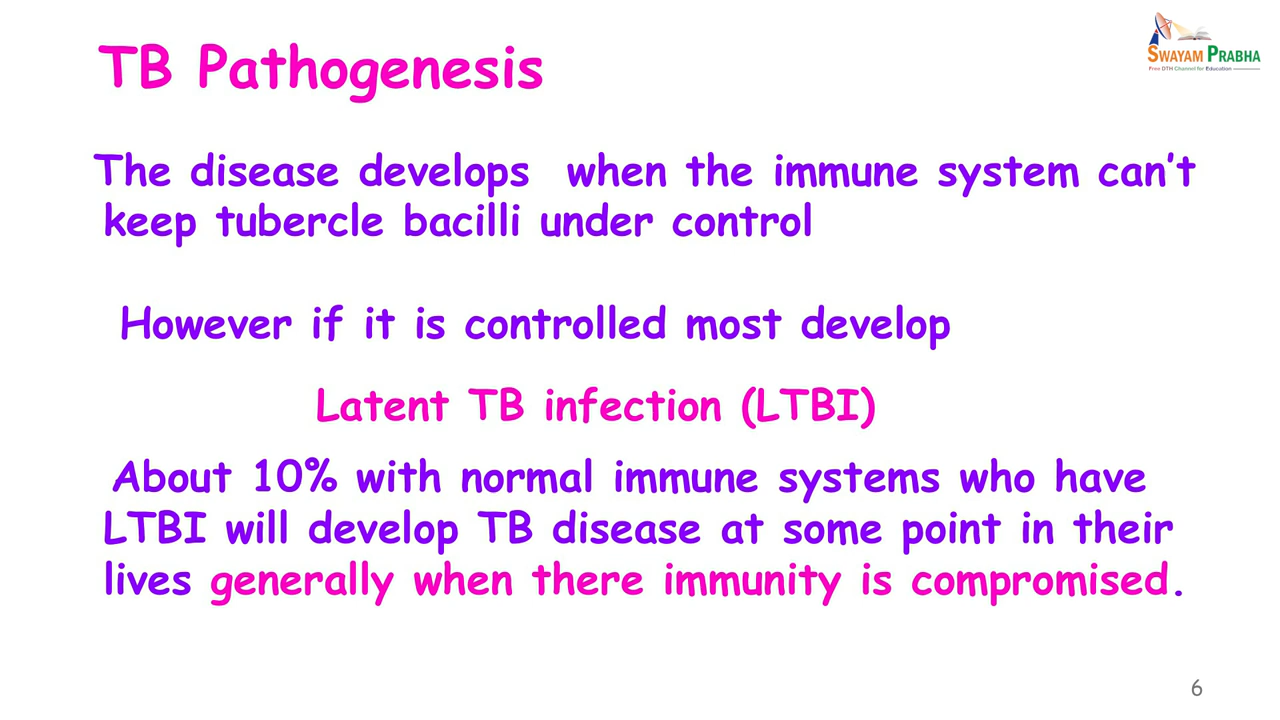 SWAYAM PRABHA
Free DTH Channel for Education
TB Pathogenesis
The disease develops when the immune system can't
keep tubercle bacilli under control
However if it is controlled most develop
Latent TB infection (LTBI)
About 10% with normal immune systems who have
LTBI will develop TB disease at some point in their
lives generally when there immunity is compromised.
6